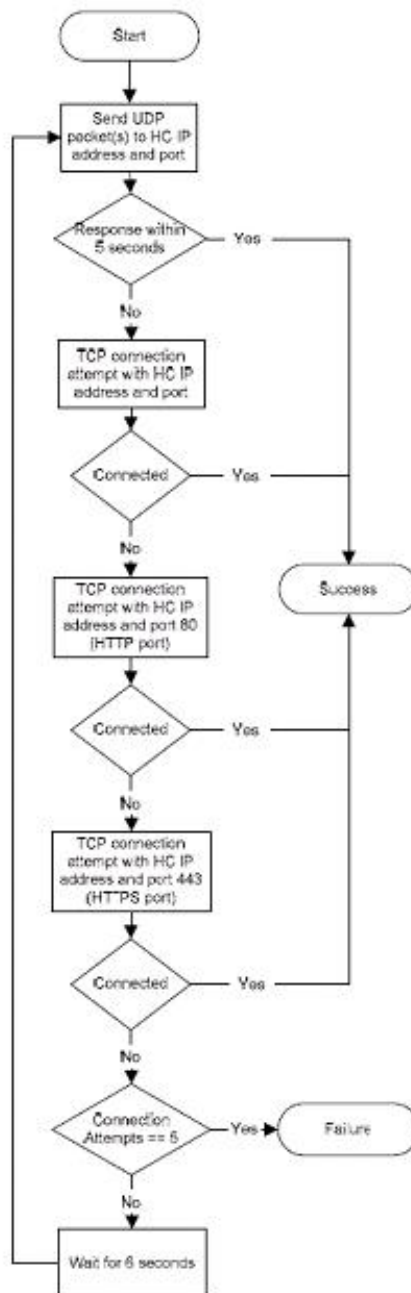 Start
Send UDP
packet(s) to HC IP
address and port
Response within
5 seconds
Yes
No
TCP connection
attempt with HC IP
address and port
Connected
Yes
No
TCP connection
attempt with HC IP
address and port 80
(HTTP port)
Success
Connected
Yes
No
TCP connection
attempt with HC IP
address and port 443
(HTTPS port)
Connected
Yes
No
Connection
Attempts == 5
Yes
Failure
No
Wait for 6 seconds